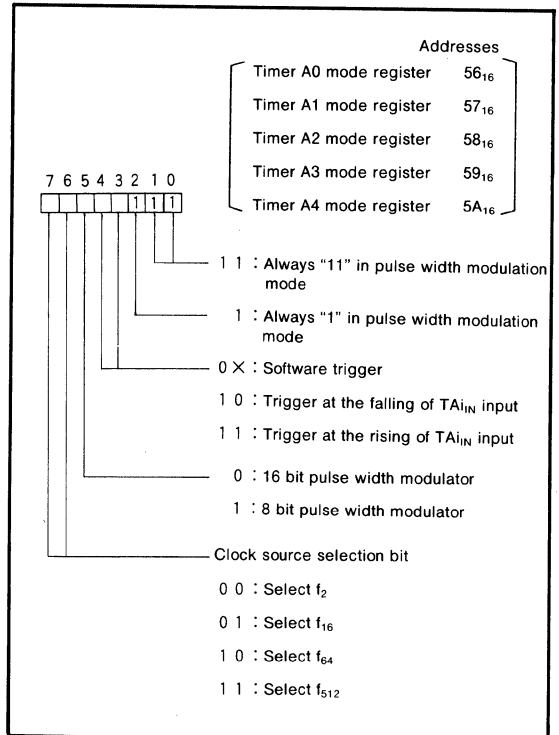 Addresses
Timer A0 mode register 56₁₆
Timer A1 mode register 57₁₆
Timer A2 mode register 58₁₆
Timer A3 mode register 59₁₆
Timer A4 mode register 5A₁₆
7 6 5 4 3 2 1 0
1 1 1
1 1 : Always "11" in pulse width modulation
mode
1 : Always "1" in pulse width modulation
mode
0 × : Software trigger
1 0 : Trigger at the falling of TAi_IN input
1 1 : Trigger at the rising of TAi_IN input
0 : 16 bit pulse width modulator
1 : 8 bit pulse width modulator
Clock source selection bit
0 0 : Select f₂
0 1 : Select f₁₆
1 0 : Select f₆₄
1 1 : Select f₅₁₂